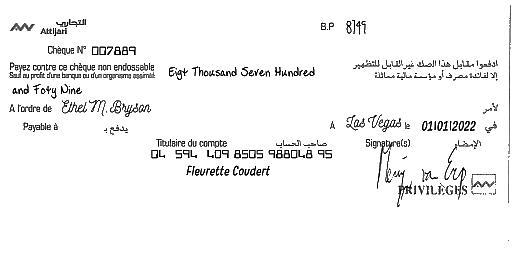 التجاري
Attijari
B.P 8749
Chèque N° 007889
Payez contre ce chèque non endossable
Sauf au profit d'une banque ou d'un organisme assimilé
Eigt Thousand Seven Hundred
ادفعوا مقابل هذا الصك غير القابل للتظهير
إلا لفائدة مصرف أو مؤسسة مالية مماثلة
and Foty Nine
A l'ordre de Ethel M. Bryson
لأمر
Payable à
يدفع بـ
A Las Vegas le 01/01/2022 في
Titulaire du compte صاحب الحساب
Signature(s) الإمضاء
04 594 409 8505 988048 95
Fleurette Coudert
PRIVILÈGES